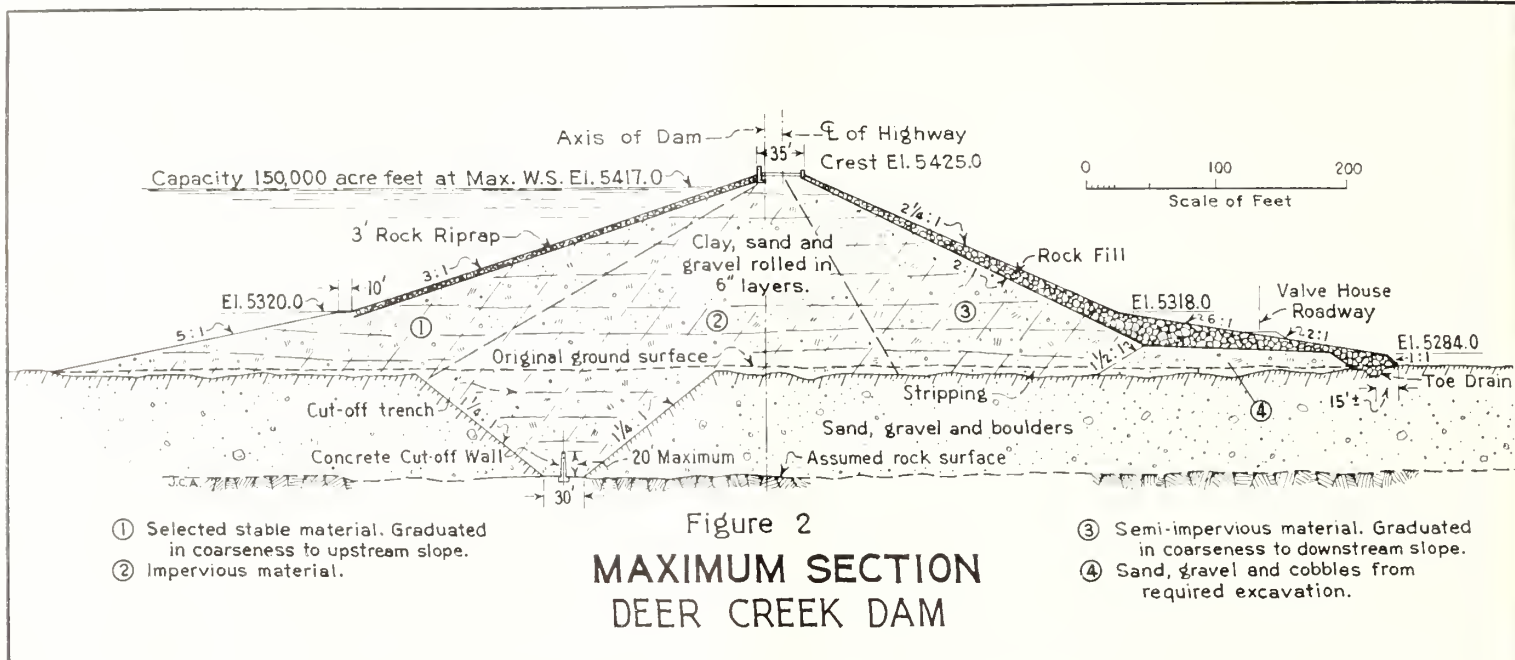 Axis of Dam
℄ of Highway
35'
Crest El. 5425.0
Capacity 150,000 acre feet at Max. W.S. El. 5417.0
0 100 200
Scale of Feet
3' Rock Riprap
3:1
2¼:1
2:1
Clay, sand and
gravel rolled in
6" layers.
Rock Fill
10'
El. 5320.0
5:1
El. 5318.0
6:1
Valve House
Roadway
2:1
El. 5284.0
1:1
①
②
③
Original ground surface
1½:1
Stripping
Toe Drain
15'±
④
Cut-off trench
1¼:1
1¼:1
Sand, gravel and boulders
Concrete Cut-off Wall
20' Maximum
Assumed rock surface
J.C.A.
30'
① Selected stable material. Graduated
in coarseness to upstream slope.
② Impervious material.
Figure 2
MAXIMUM SECTION
DEER CREEK DAM
③ Semi-impervious material. Graduated
in coarseness to downstream slope.
④ Sand, gravel and cobbles from
required excavation.